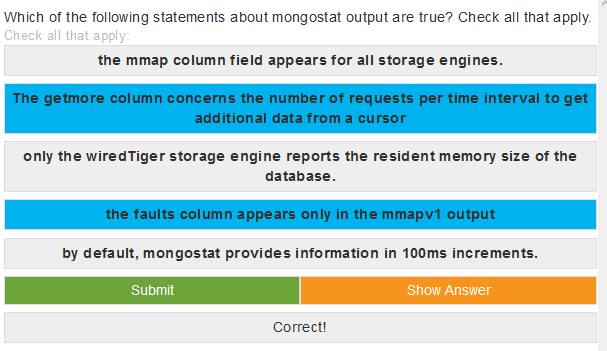 Which of the following statements about mongostat output are true? Check all that apply.
Check all that apply:
the mmap column field appears for all storage engines.
The getmore column concerns the number of requests per time interval to get
additional data from a cursor
only the wiredTiger storage engine reports the resident memory size of the
database.
the faults column appears only in the mmapv1 output
by default, mongostat provides information in 100ms increments.
Submit
Show Answer
Correct!